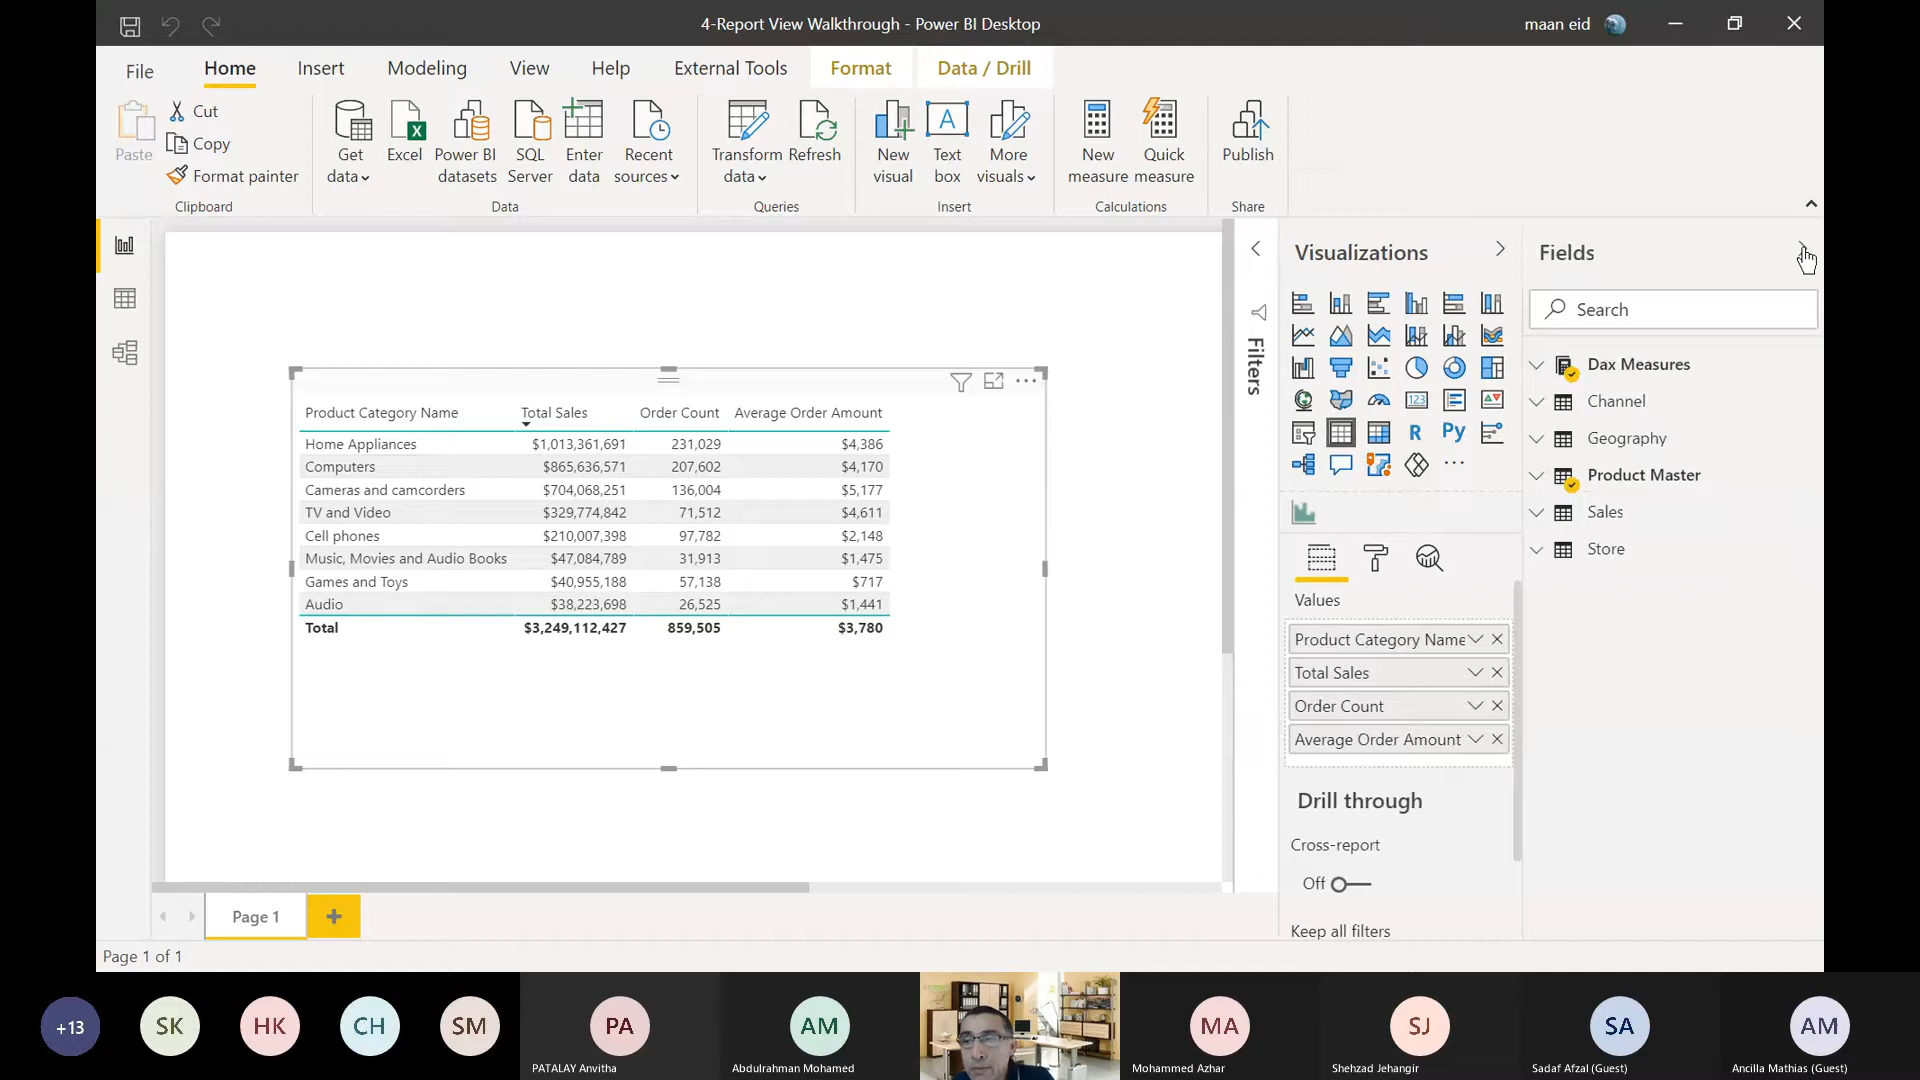 4-Report View Walkthrough - Power BI Desktop
maan eid
File
Home
Insert
Modeling
View
Help
External Tools
Format
Data / Drill
Paste
Cut
Copy
Format painter
Clipboard
Get data
Excel
Power BI datasets
SQL Server
Enter data
Recent sources
Data
Transform data
Refresh
Queries
New visual
A
Text box
More visuals
Insert
New measure
Quick measure
Calculations
Publish
Share
Product Category Name Total Sales Order Count Average Order Amount
Home Appliances $1,013,361,691 231,029 $4,386
Computers $865,636,571 207,602 $4,170
Cameras and camcorders $704,068,251 136,004 $5,177
TV and Video $329,774,842 71,512 $4,611
Cell phones $210,007,398 97,782 $2,148
Music, Movies and Audio Books $47,084,789 31,913 $1,475
Games and Toys $40,955,188 57,138 $717
Audio $38,223,698 26,525 $1,441
Total $3,249,112,427 859,505 $3,780
Filters
Visualizations
123
R
Py
Values
Product Category Name
Total Sales
Order Count
Average Order Amount
Drill through
Cross-report
Off
Keep all filters
Fields
Search
Dax Measures
Channel
Geography
Product Master
Sales
Store
Page 1
Page 1 of 1
+13
SK
HK
CH
SM
PA
PATALAY Anvitha
AM
Abdulrahman Mohamed
MA
Mohammed Azhar
SJ
Shehzad Jehangir
SA
Sadaf Afzal (Guest)
AM
Ancilla Mathias (Guest)